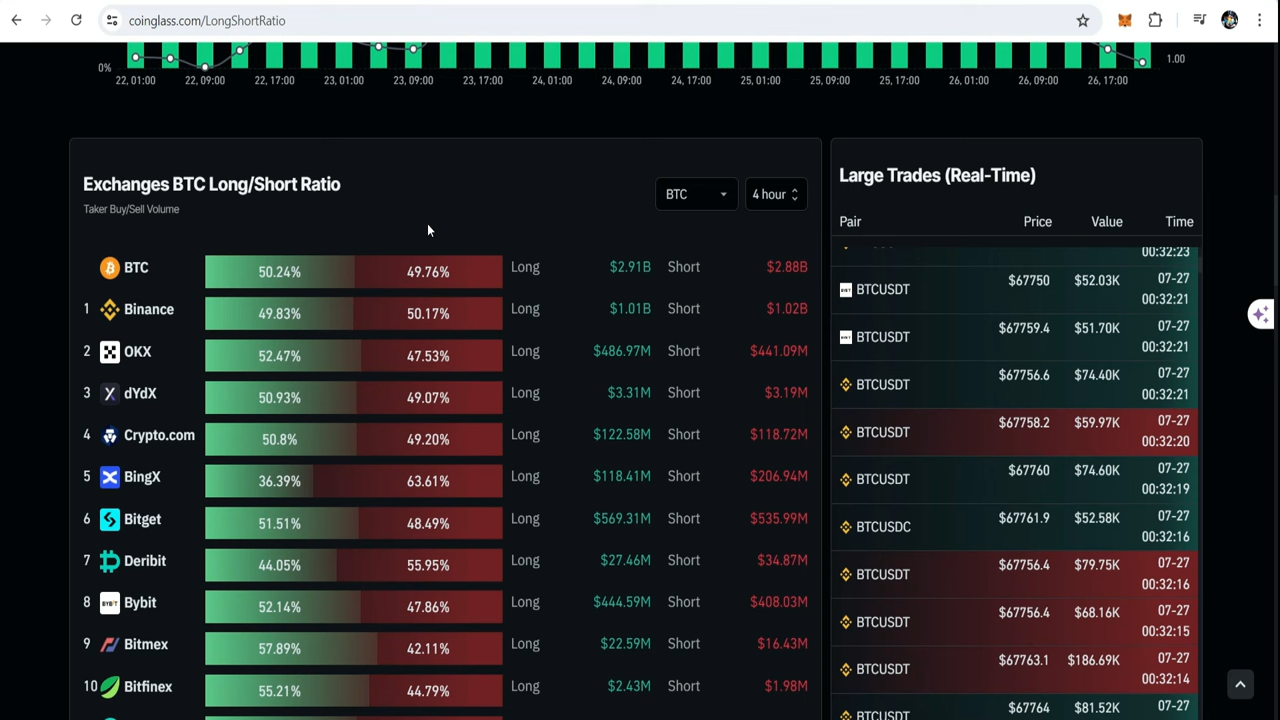 coinglass.com/LongShortRatio
0%
1.00
22, 01:00 22, 09:00 22, 17:00 23, 01:00 23, 09:00 23, 17:00 24, 01:00 24, 09:00 24, 17:00 25, 01:00 25, 09:00 25, 17:00 26, 01:00 26, 09:00 26, 17:00
Exchanges BTC Long/Short Ratio
Taker Buy/Sell Volume
BTC 4 hour
BTC 50.24% 49.76% Long $2.91B Short $2.88B
1 Binance 49.83% 50.17% Long $1.01B Short $1.02B
2 OKX 52.47% 47.53% Long $486.97M Short $441.09M
3 dYdX 50.93% 49.07% Long $3.31M Short $3.19M
4 Crypto.com 50.8% 49.20% Long $122.58M Short $118.72M
5 BingX 36.39% 63.61% Long $118.41M Short $206.94M
6 Bitget 51.51% 48.49% Long $569.31M Short $535.99M
7 Deribit 44.05% 55.95% Long $27.46M Short $34.87M
8 BYBIT Bybit 52.14% 47.86% Long $444.59M Short $408.03M
9 Bitmex 57.89% 42.11% Long $22.59M Short $16.43M
10 Bitfinex 55.21% 44.79% Long $2.43M Short $1.98M
Large Trades (Real-Time)
Pair Price Value Time
00:32:23
BTCUSDT $67750 $52.03K 07-27
00:32:21
BTCUSDT $67759.4 $51.70K 07-27
00:32:21
BTCUSDT $67756.6 $74.40K 07-27
00:32:21
BTCUSDT $67758.2 $59.97K 07-27
00:32:20
BTCUSDT $67760 $74.60K 07-27
00:32:19
BTCUSDC $67761.9 $52.58K 07-27
00:32:16
BTCUSDT $67756.4 $79.75K 07-27
00:32:16
BTCUSDT $67756.4 $68.16K 07-27
00:32:15
BTCUSDT $67763.1 $186.69K 07-27
00:32:14
BTCUSDT $67764 $81.52K 07-27